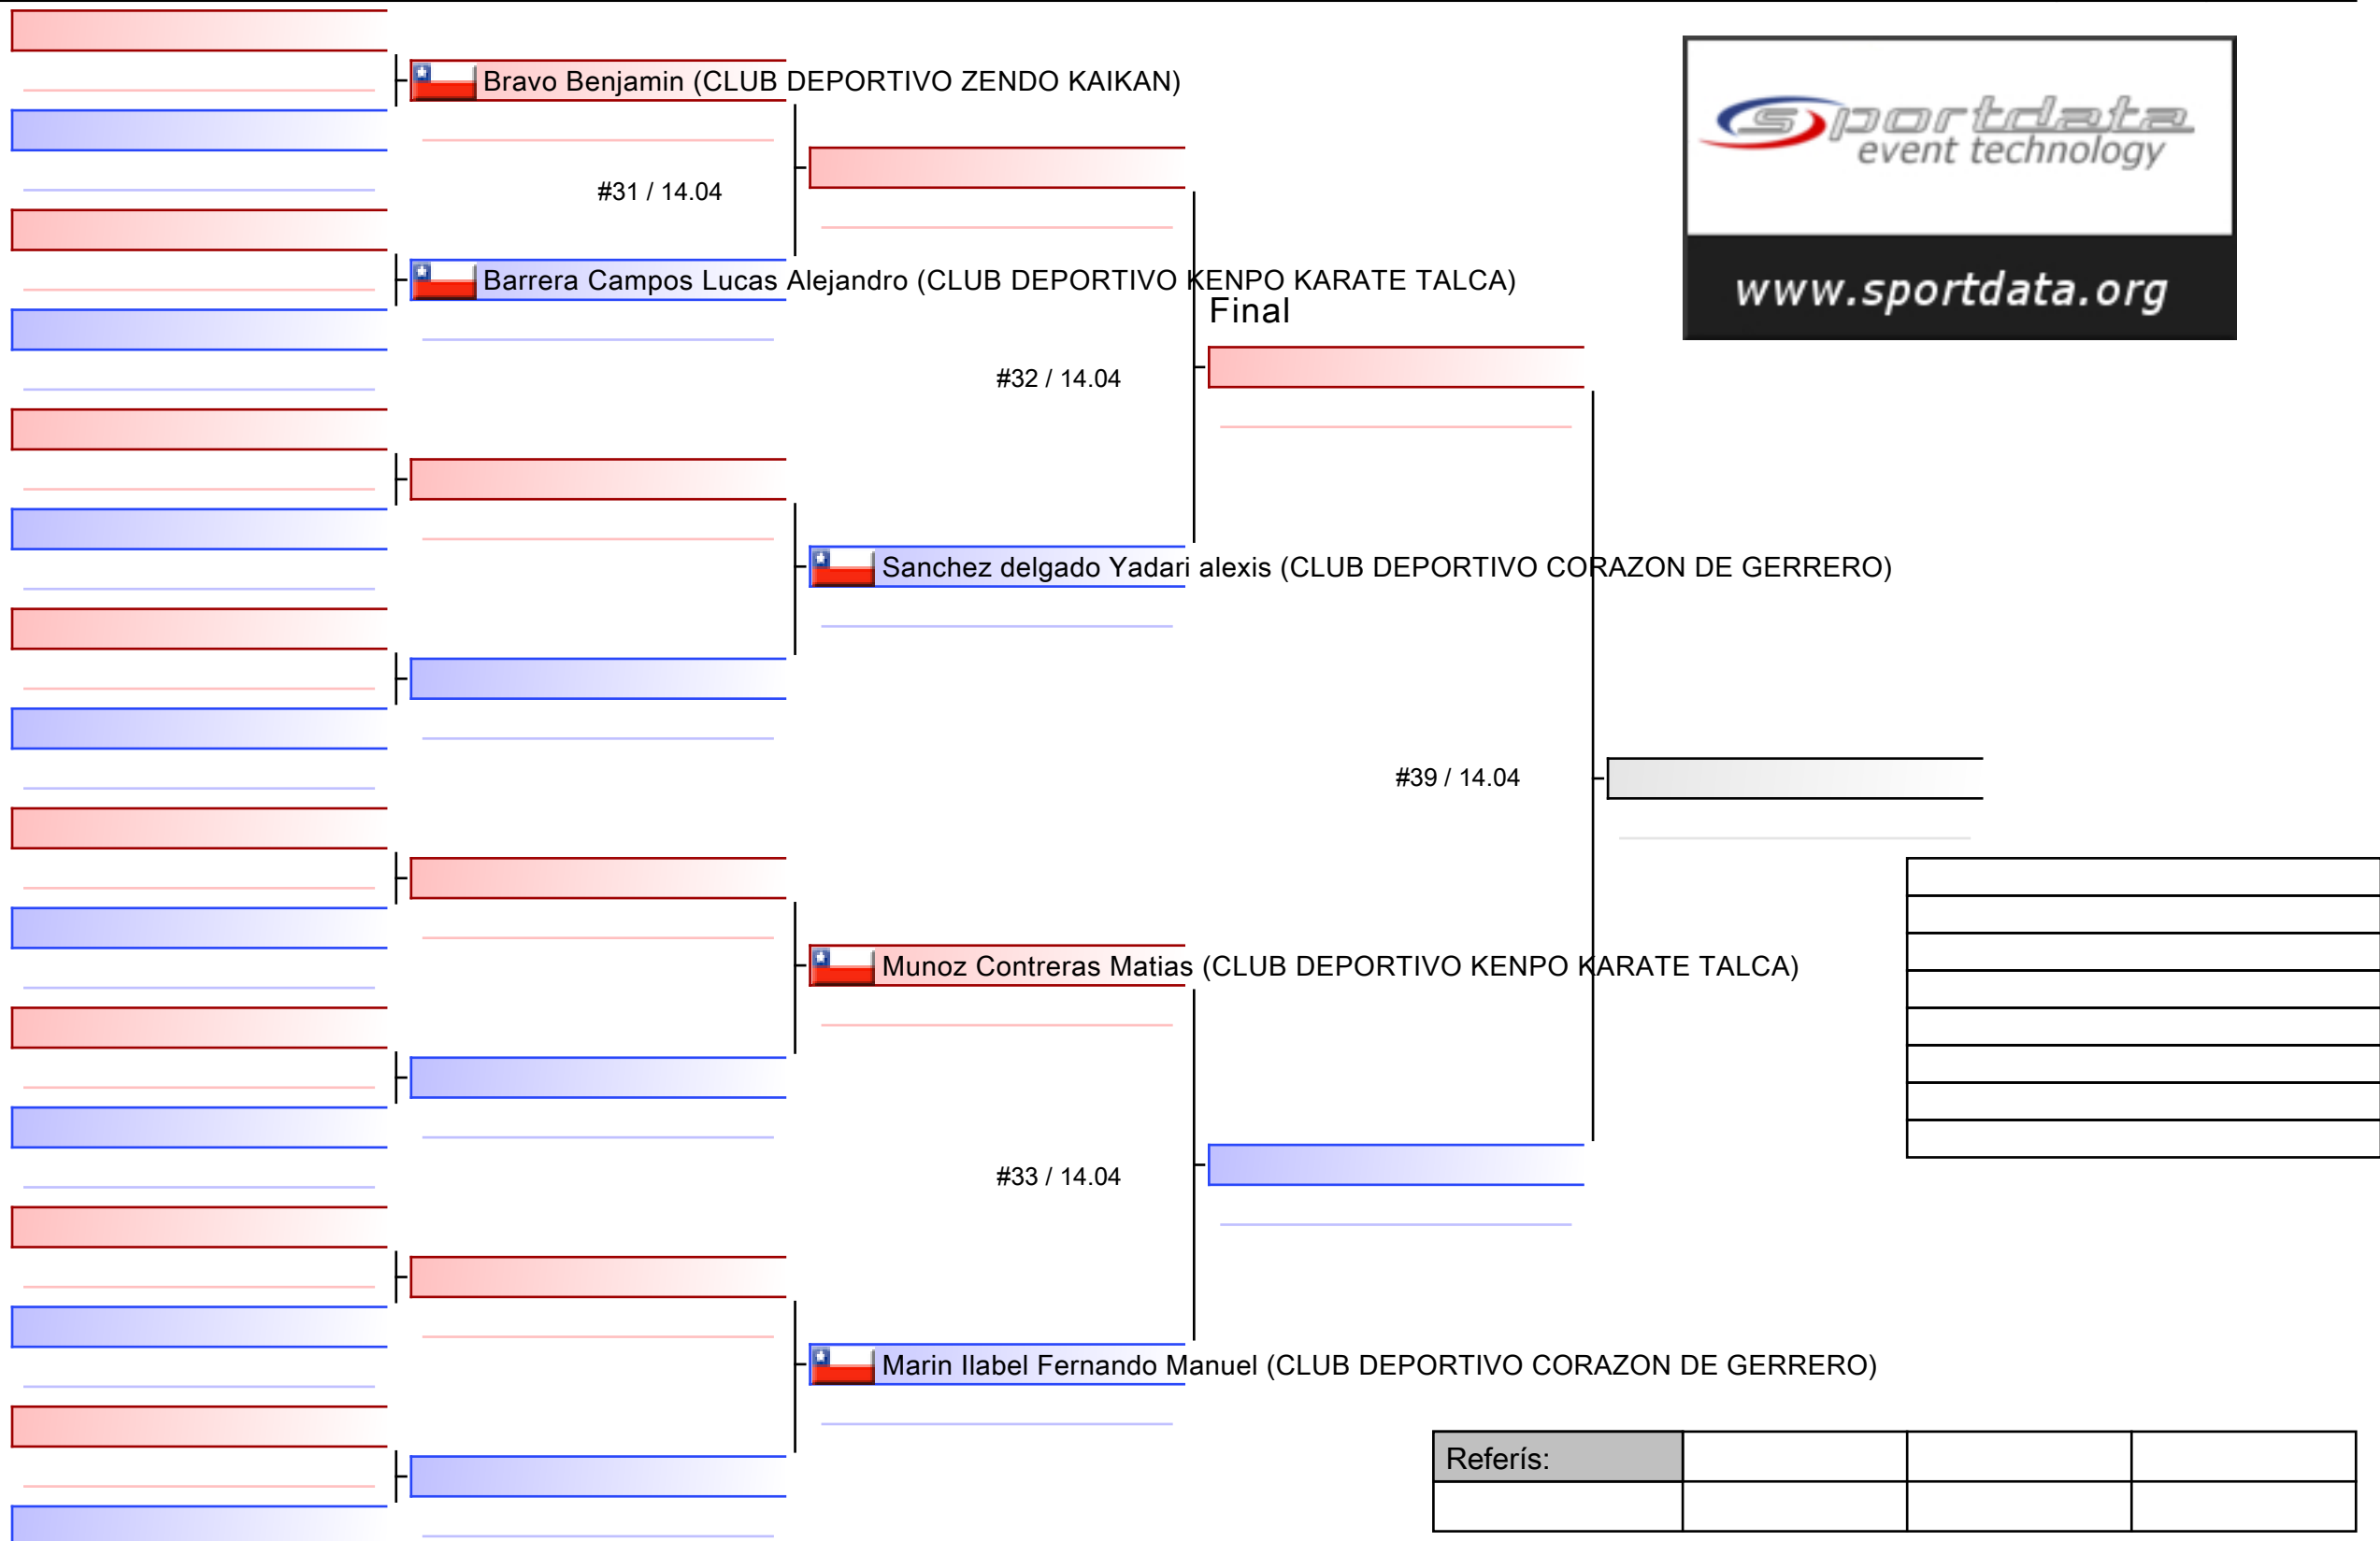 Bravo Benjamin (CLUB DEPORTIVO ZENDO KAIKAN)
sportdata
event technology
#31 / 14.04
Barrera Campos Lucas Alejandro (CLUB DEPORTIVO KENPO KARATE TALCA)
www.sportdata.org
Final
#32 / 14.04
Sanchez delgado Yadari alexis (CLUB DEPORTIVO CORAZON DE GERRERO)
#39 / 14.04
Munoz Contreras Matias (CLUB DEPORTIVO KENPO KARATE TALCA)
#33 / 14.04
Marin Ilabel Fernando Manuel (CLUB DEPORTIVO CORAZON DE GERRERO)
Referís: